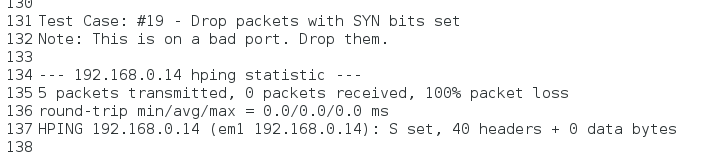 130
131 Test Case: #19 - Drop packets with SYN bits set
132 Note: This is on a bad port. Drop them.
133
134 --- 192.168.0.14 hping statistic ---
135 5 packets transmitted, 0 packets received, 100% packet loss
136 round-trip min/avg/max = 0.0/0.0/0.0 ms
137 HPING 192.168.0.14 (em1 192.168.0.14): S set, 40 headers + 0 data bytes
138